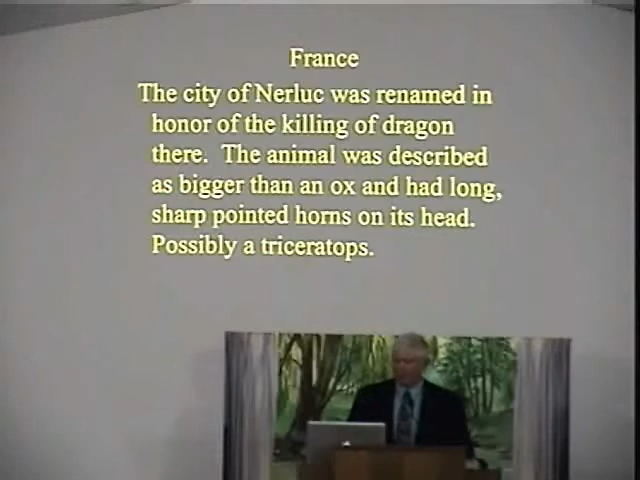 France
The city of Nerluc was renamed in
honor of the killing of dragon
there. The animal was described
as bigger than an ox and had long,
sharp pointed horns on its head.
Possibly a triceratops.